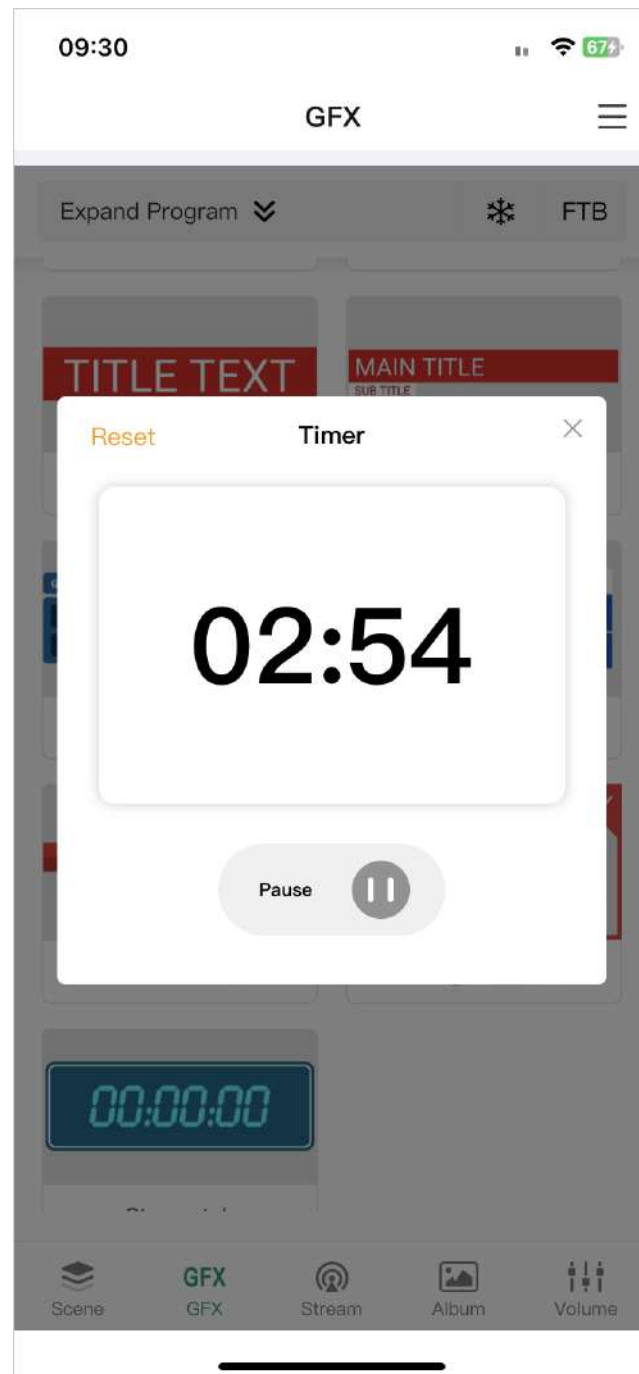 09:30
67
GFX
Expand Program
FTB
TITLE TEXT
MAIN TITLE
SUB TITLE
Reset
Timer
02:54
Pause
00:00:00
Scene
GFX
GFX
Stream
Album
Volume